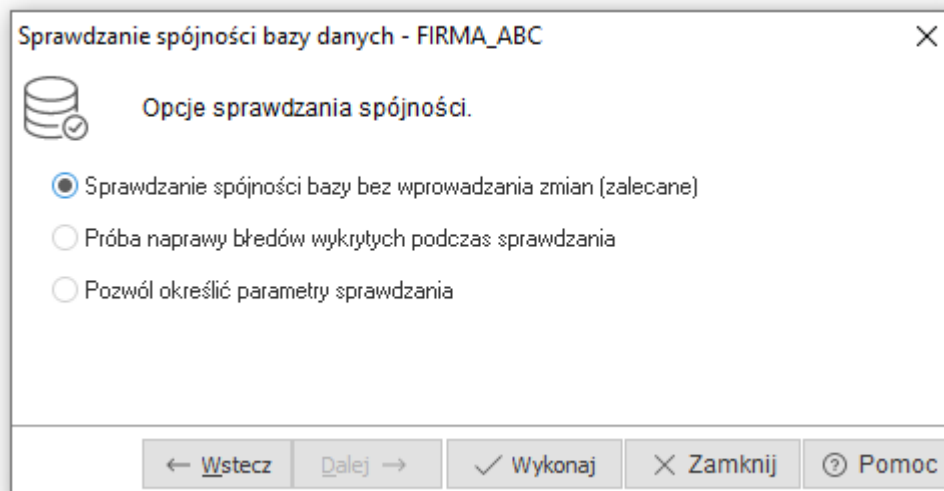 Sprawdzanie spójności bazy danych - FIRMA_ABC
Opcje sprawdzania spójności.
Sprawdzanie spójności bazy bez wprowadzania zmian (zalecane)
Próba naprawy błedów wykrytych podczas sprawdzania
Pozwól określić parametry sprawdzania
Wstecz Dalej Wykonaj Zamknij Pomoc